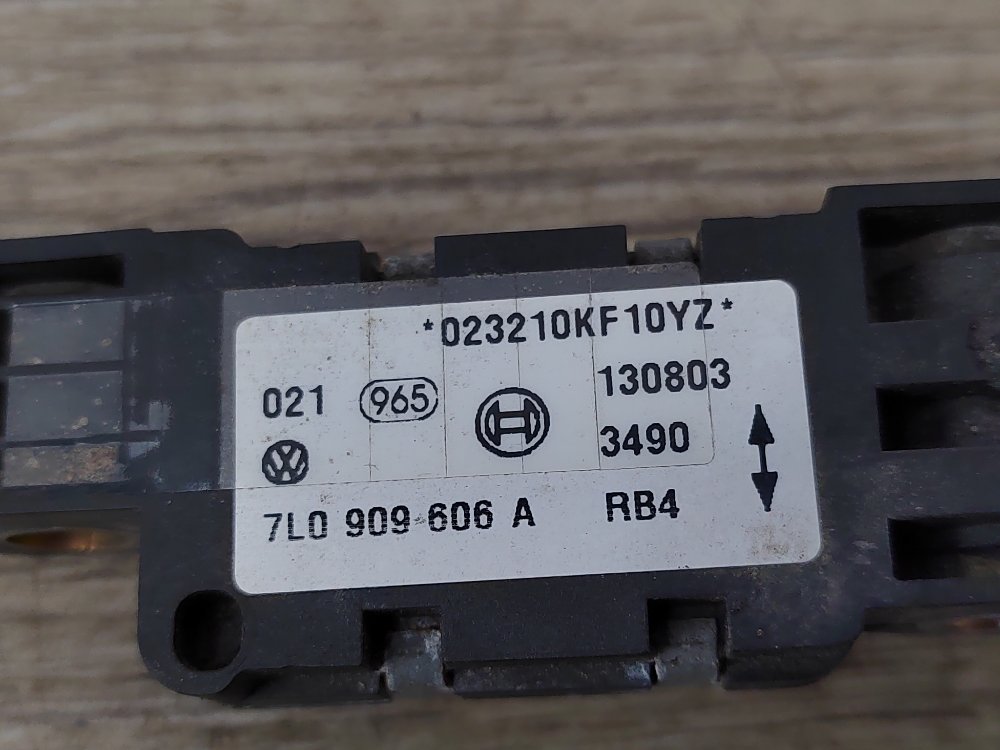 *023210KF10YZ*
021 965 130803
3490
7L0 909 606 A RB4